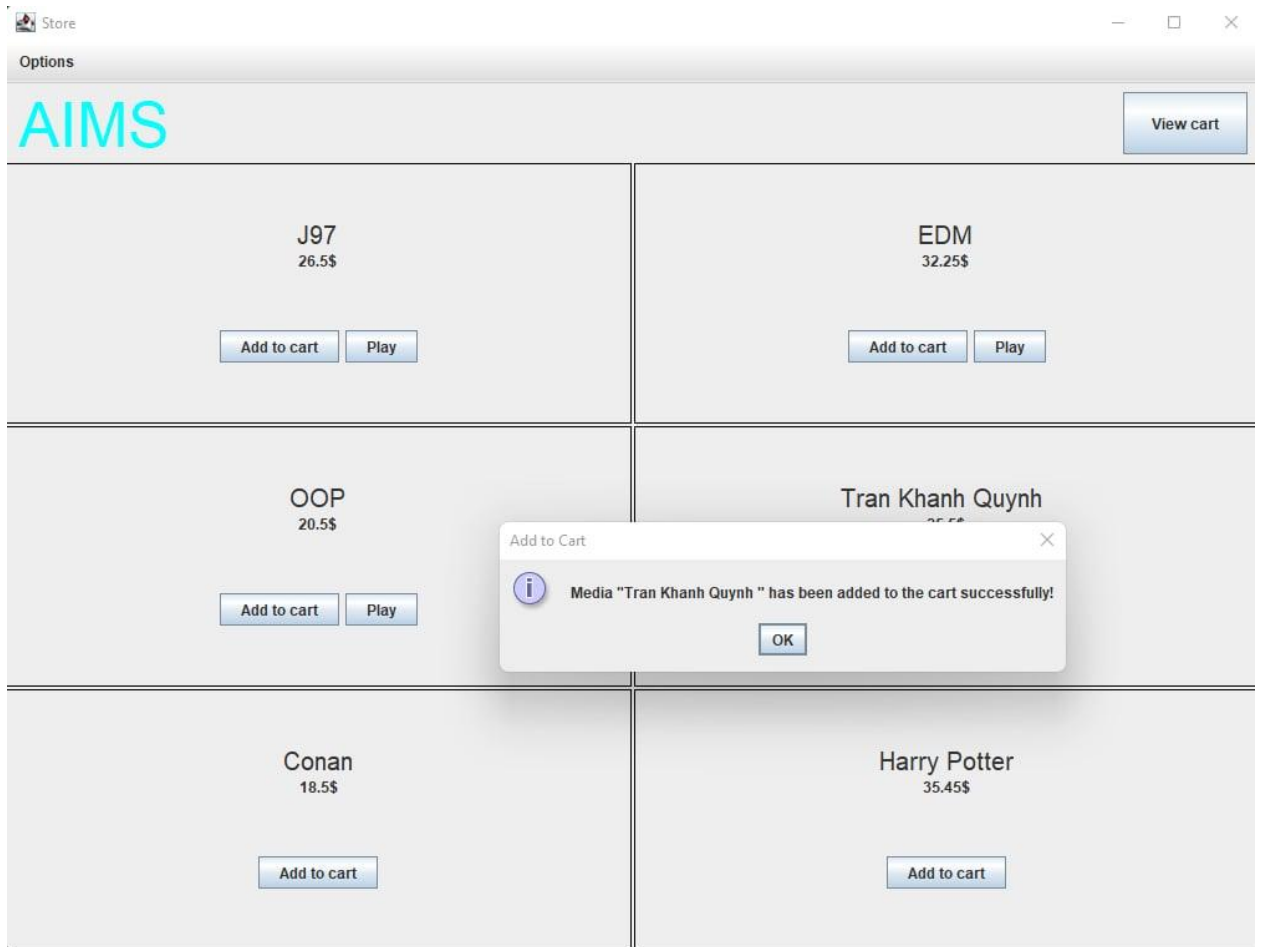 Store
Options
AIMS
View cart
J97
26.5$
Add to cart
Play
EDM
32.25$
Add to cart
Play
OOP
20.5$
Add to cart
Play
Tran Khanh Quynh
Add to Cart
Media "Tran Khanh Quynh " has been added to the cart successfully!
OK
Conan
18.5$
Add to cart
Harry Potter
35.45$
Add to cart